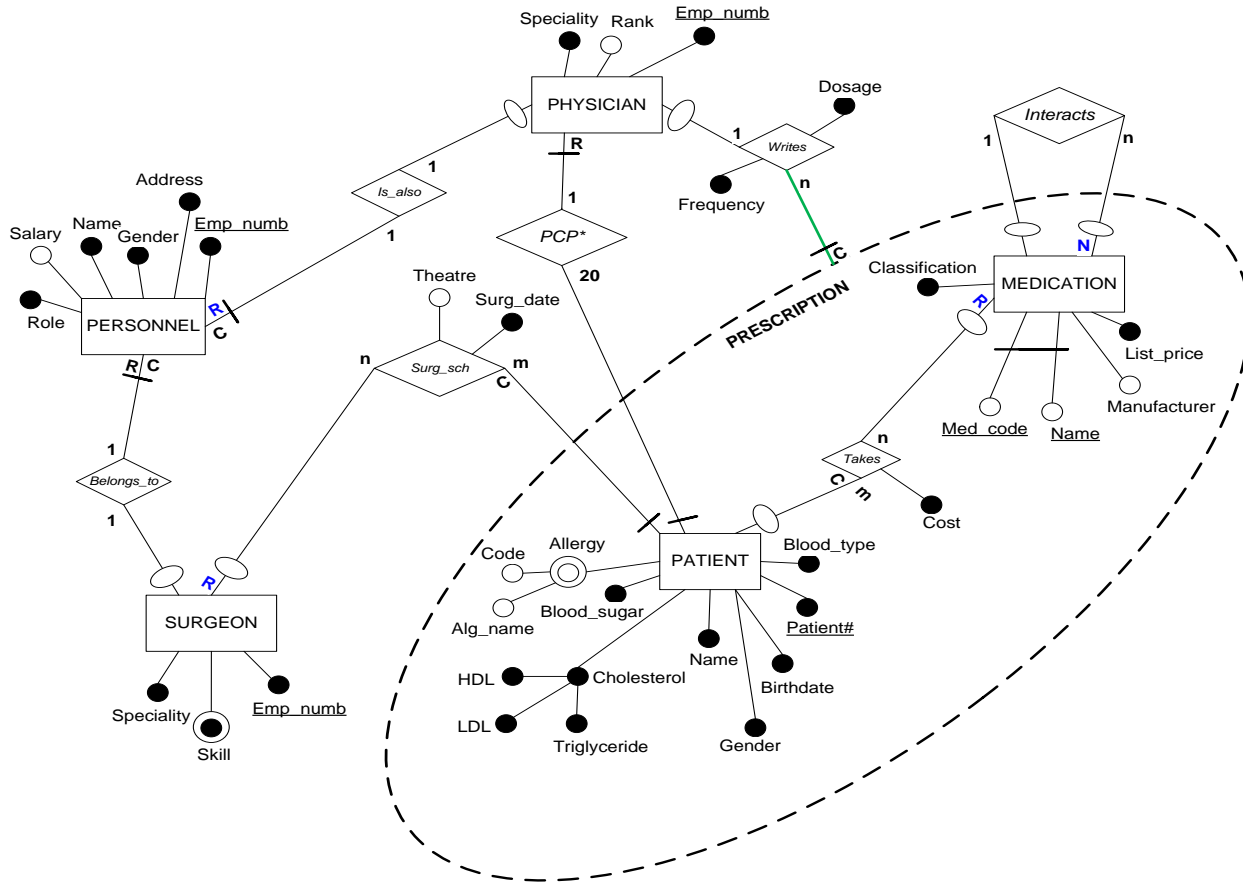 Speciality
Rank
Emp_numb
PHYSICIAN
R
1
Dosage
Writes
1
n
Frequency
C
Interacts
1
n
Address
Salary
Name
Gender
Emp_numb
Role
PERSONNEL
R
C
R C
1
Is_also
1
1
PCP*
20
Theatre
Surg_date
n
Surg_sch
m
C
PRESCRIPTION
Classification
N
MEDICATION
R
List_price
Manufacturer
Med_code
Name
n
Takes
C
m
Cost
1
Belongs_to
1
R
SURGEON
Speciality
Skill
Emp_numb
Code
Allergy
Alg_name
Blood_sugar
PATIENT
Blood_type
Patient#
Name
Birthdate
Gender
HDL
Cholesterol
LDL
Triglyceride